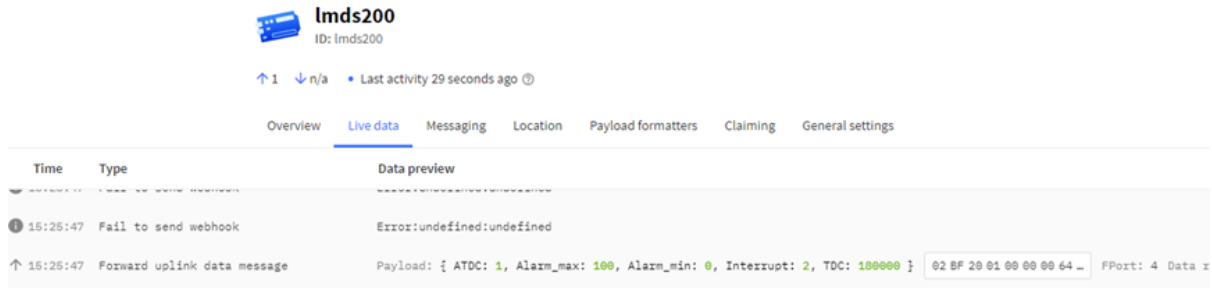 lmds200
ID: lmds200
↑ 1 ↓ n/a • Last activity 29 seconds ago
Overview Live data Messaging Location Payload formatters Claiming General settings
Time Type Data preview
15:25:47 Fail to send webhook Error:undefined:undefined
15:25:47 Forward uplink data message Payload: { ATDC: 1, Alarm_max: 100, Alarm_min: 0, Interrupt: 2, TDC: 180000 } 02 BF 20 01 00 00 00 64 … FPort: 4 Data